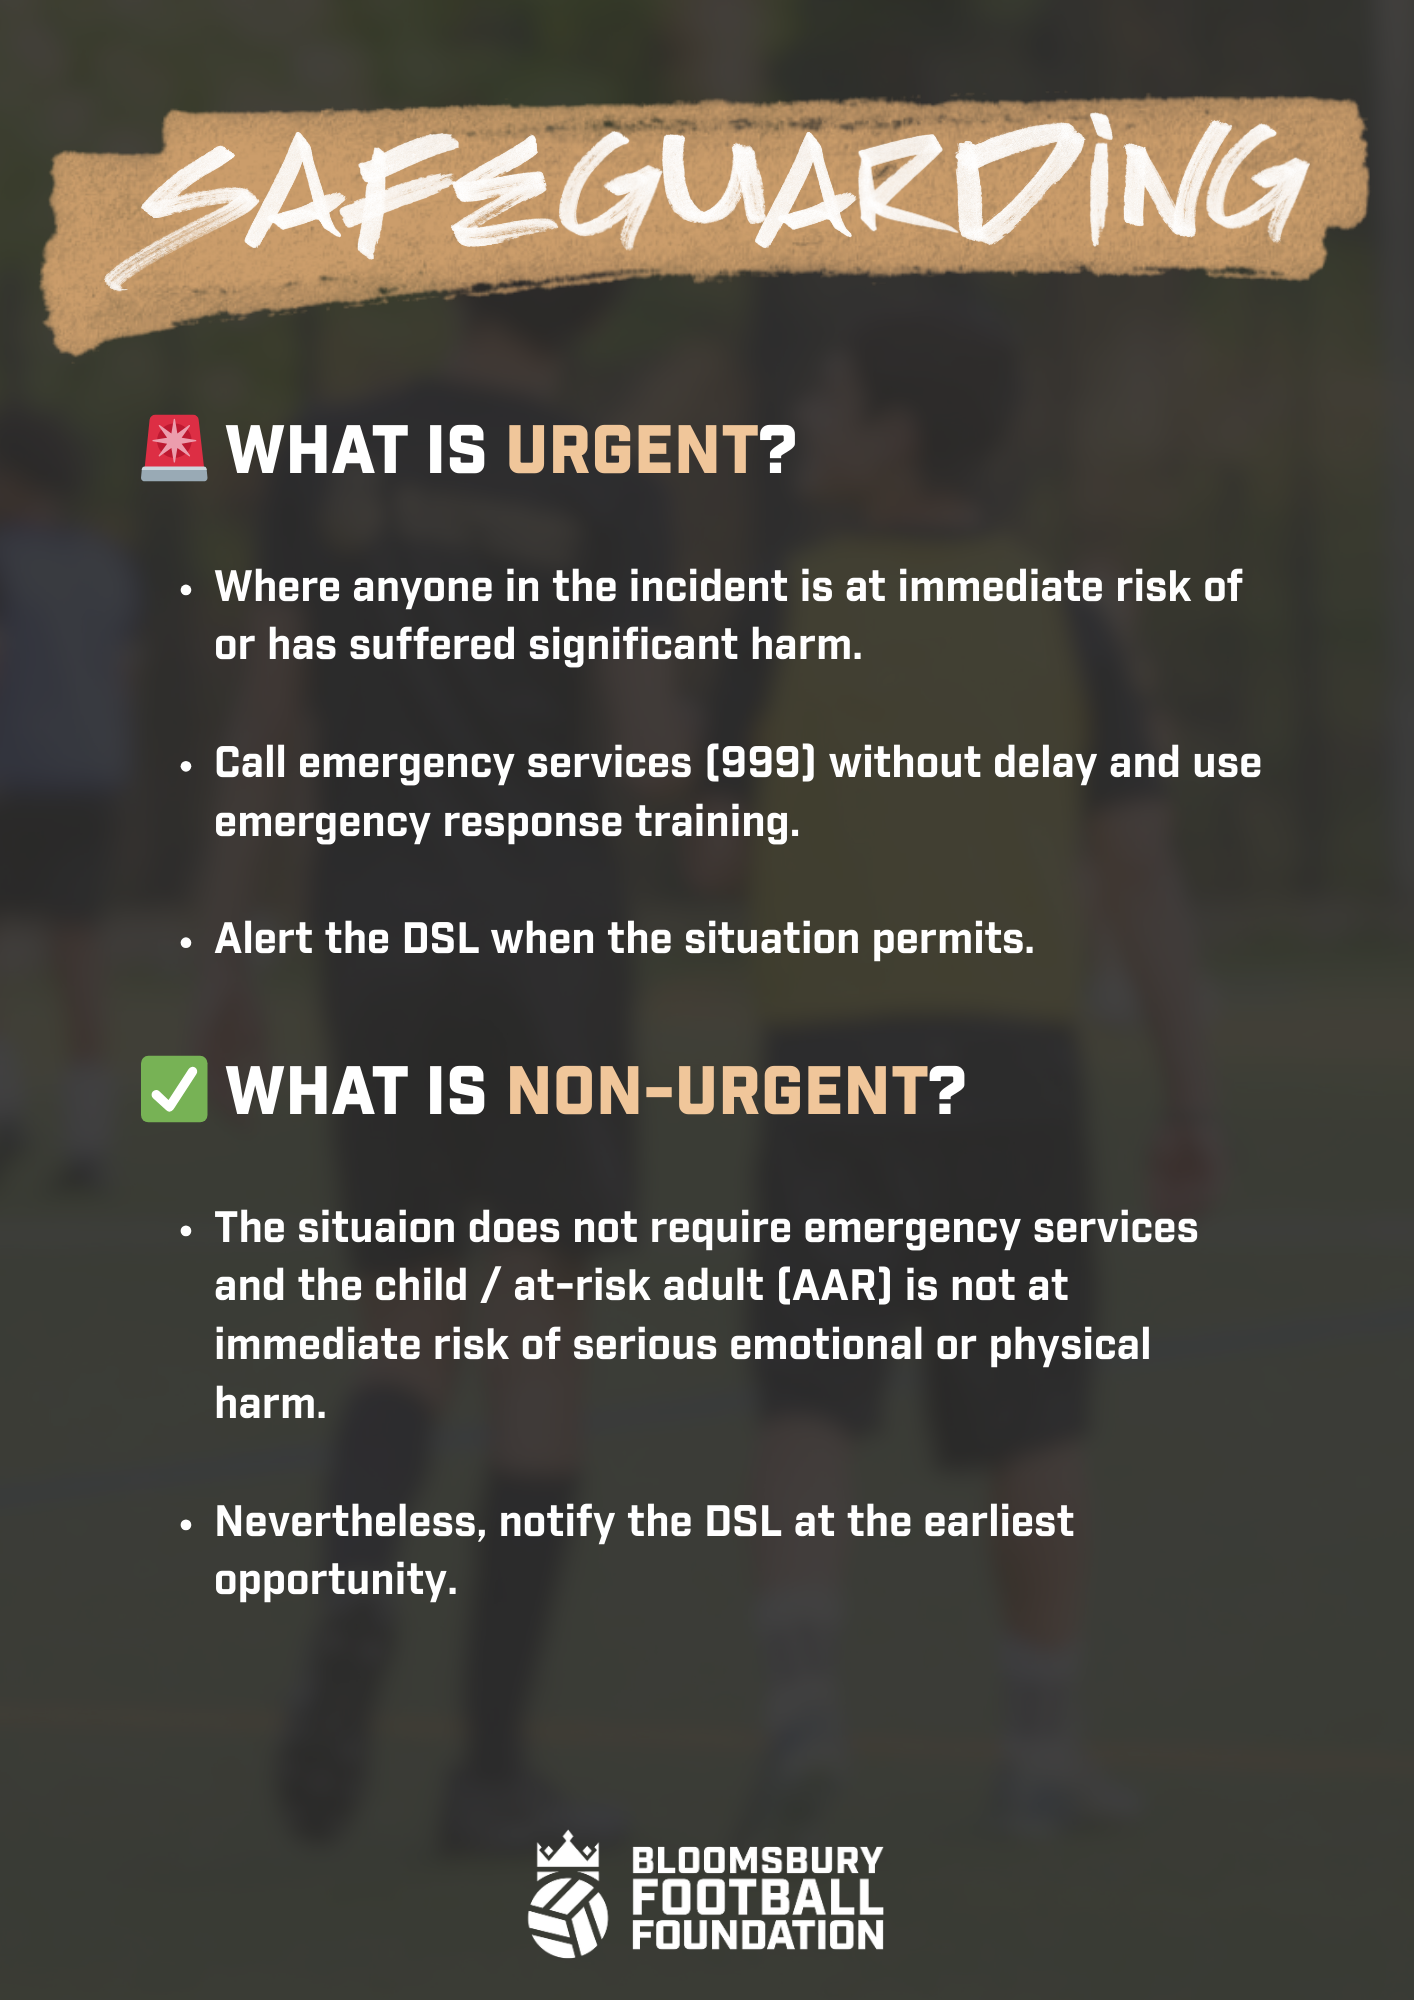 SAFEGUARDING
🚨 WHAT IS URGENT?
• Where anyone in the incident is at immediate risk of
or has suffered significant harm.
• Call emergency services (999) without delay and use
emergency response training.
• Alert the DSL when the situation permits.
✅ WHAT IS NON-URGENT?
• The situaion does not require emergency services
and the child / at-risk adult (AAR) is not at
immediate risk of serious emotional or physical
harm.
• Nevertheless, notify the DSL at the earliest
opportunity.
BLOOMSBURY
FOOTBALL
FOUNDATION